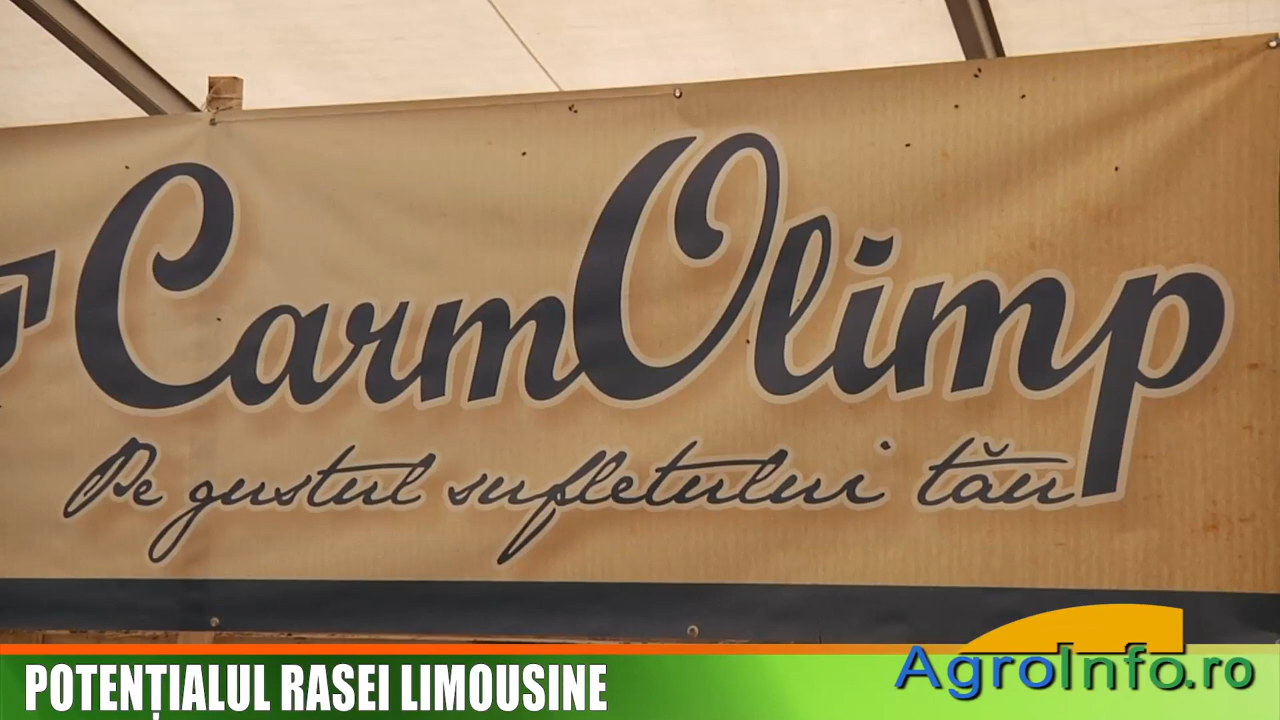 CarmOlimp
Pe gustul sufletului tău
POTENȚIALUL RASEI LIMOUSINE
AgroInfo.ro